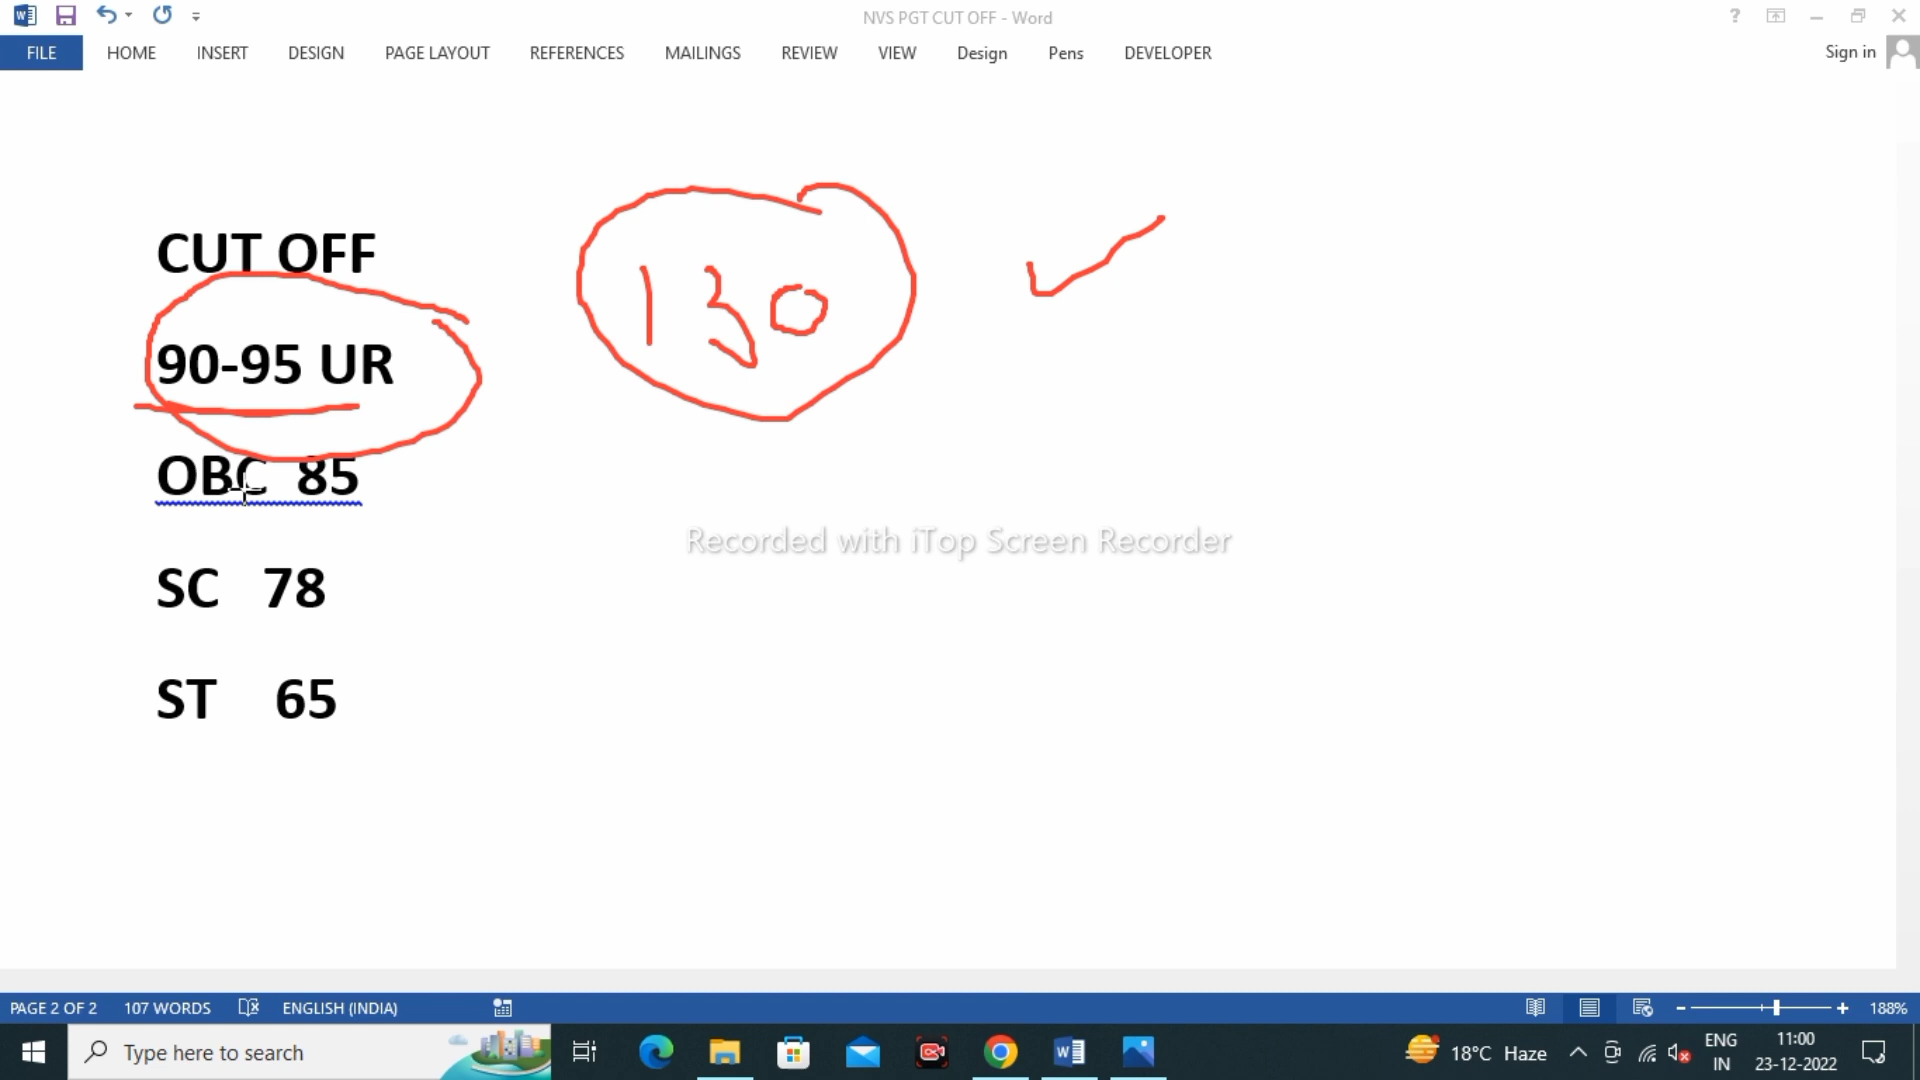 NVS PGT CUT OFF - Word
?
FILE HOME INSERT DESIGN PAGE LAYOUT REFERENCES MAILINGS REVIEW VIEW Design Pens DEVELOPER Sign in
CUT OFF
90-95 UR
130
OBC 85
SC 78
ST 65
Recorded with iTop Screen Recorder
PAGE 2 OF 2 107 WORDS ENGLISH (INDIA) 188%
Type here to search
18°C Haze
ENG
IN
11:00
23-12-2022